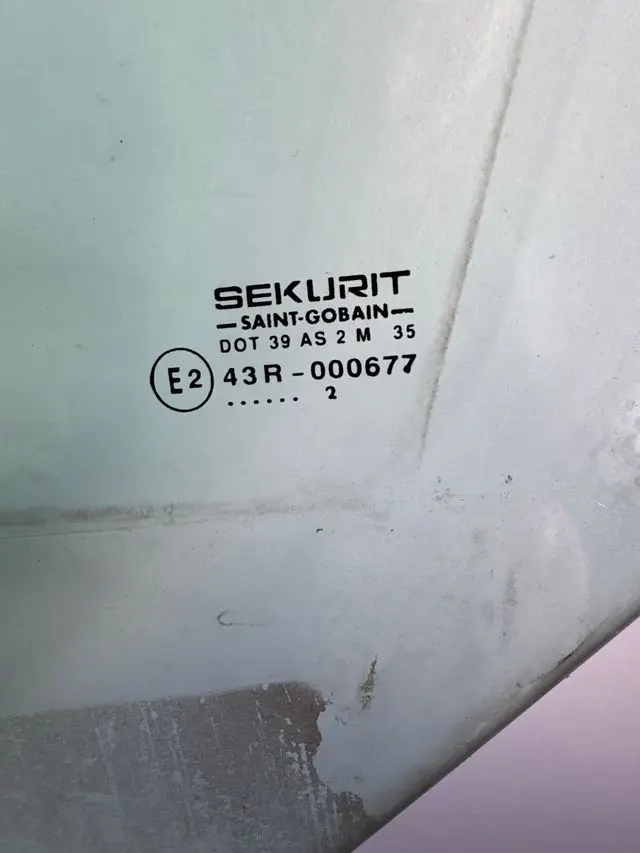 SEKURIT
—SAINT-GOBAIN—
DOT 39 AS 2 M 35
E2 43R-000677
...... 2